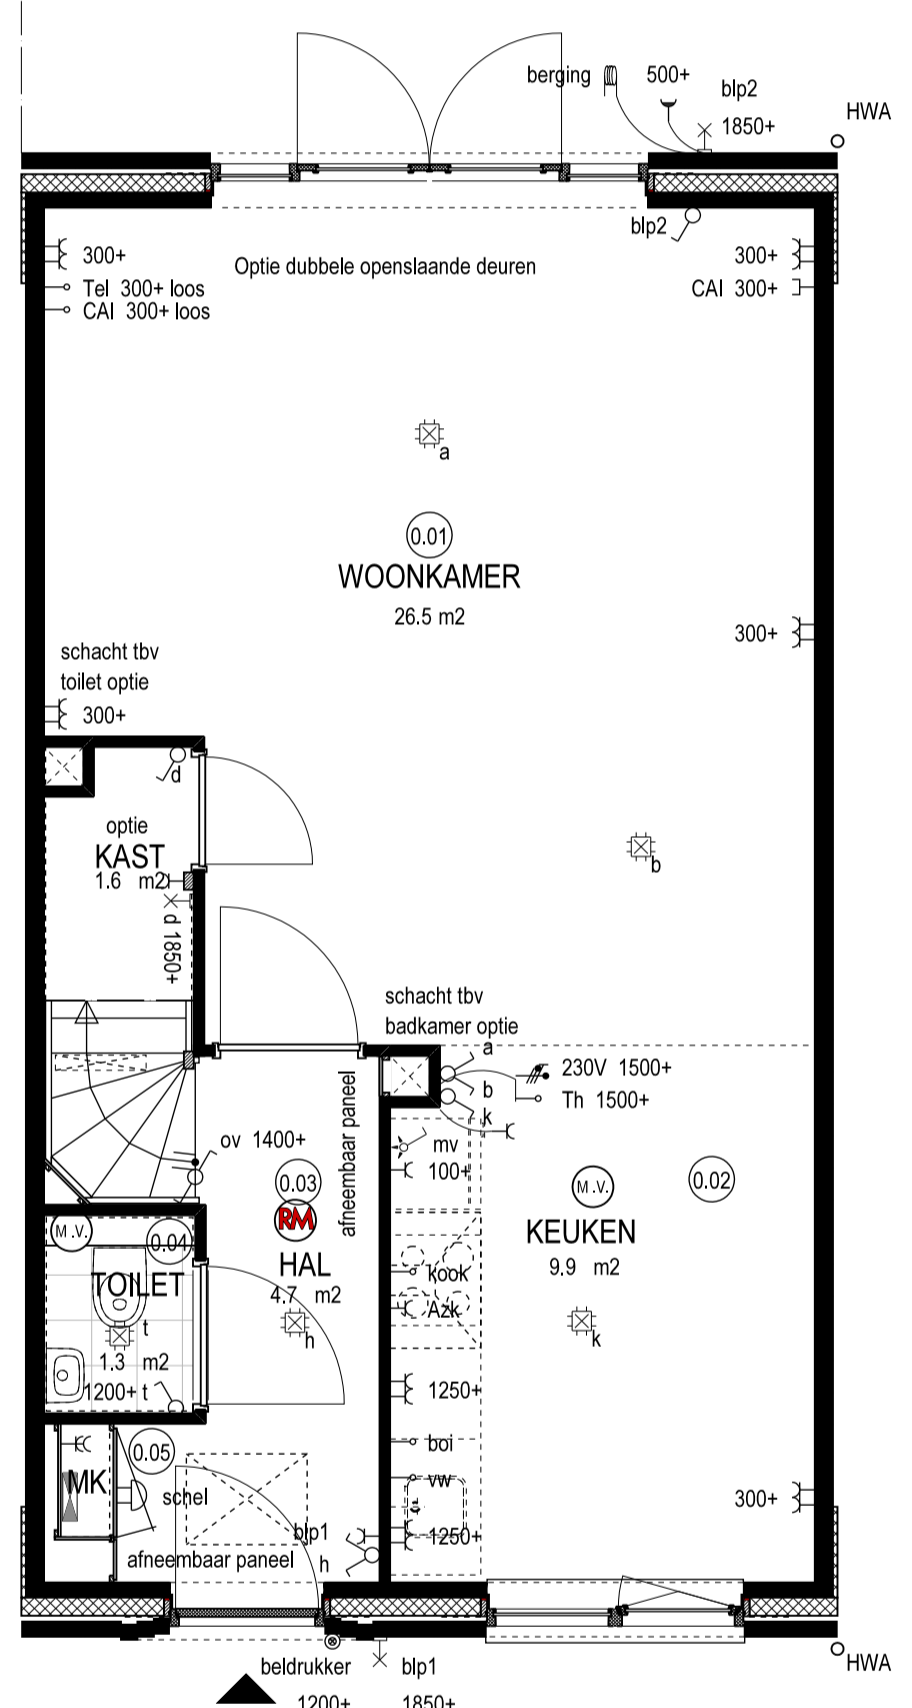 berging 500+
blp2
1850+
HWA
blp2
300+
Tel 300+ loos
CAI 300+ loos
Optie dubbele openslaande deuren
300+
CAI 300+
a
0.01
WOONKAMER
26.5 m2
300+
schacht tbv
toilet optie
300+
d
optie
KAST
1.6 m2
d 1850+
b
schacht tbv
badkamer optie
a
b
k
230V 1500+
Th 1500+
afneembaar paneel
ov 1400+
mv
100+
0.03
RM
HAL
4.7 m2
h
M.V.
0.02
KEUKEN
9.9 m2
k
M.V.
0.04
TOILET
t
1.3 m2
1200+ t
kook
Azk
1250+
boi
vw
1250+
300+
0.05
MK
schel
blp1
h
afneembaar paneel
beldrukker
1200+
blp1
1850+
HWA